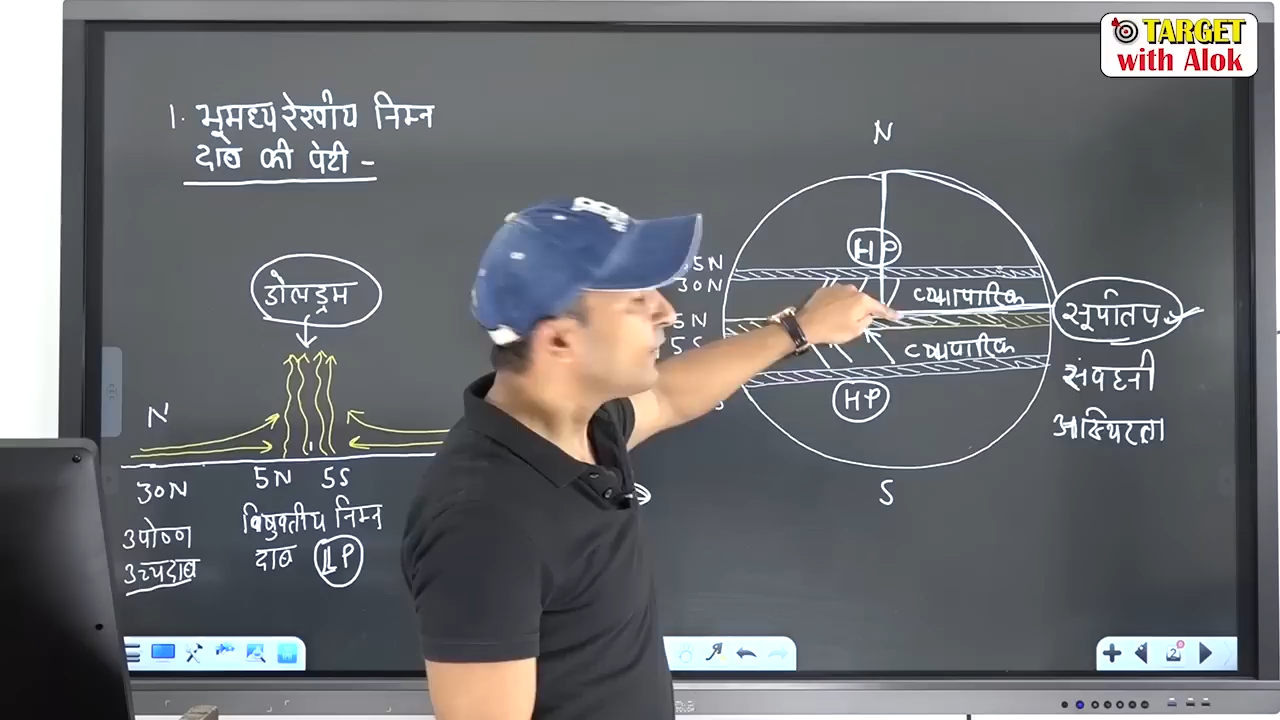 TARGET
with Alok
1. भूमध्यरेखीय निम्न
दाब की पेटी -
डोलड्रम
N
30N
5N
5S
उपोष्ण
उच्चदाब
विषुवतीय निम्न
दाब LP
N
HP
5N
30N
5N
5S
व्यापारिक
व्यापारिक
HP
S
सूर्यातप
संवहनी
अस्थिरता
2